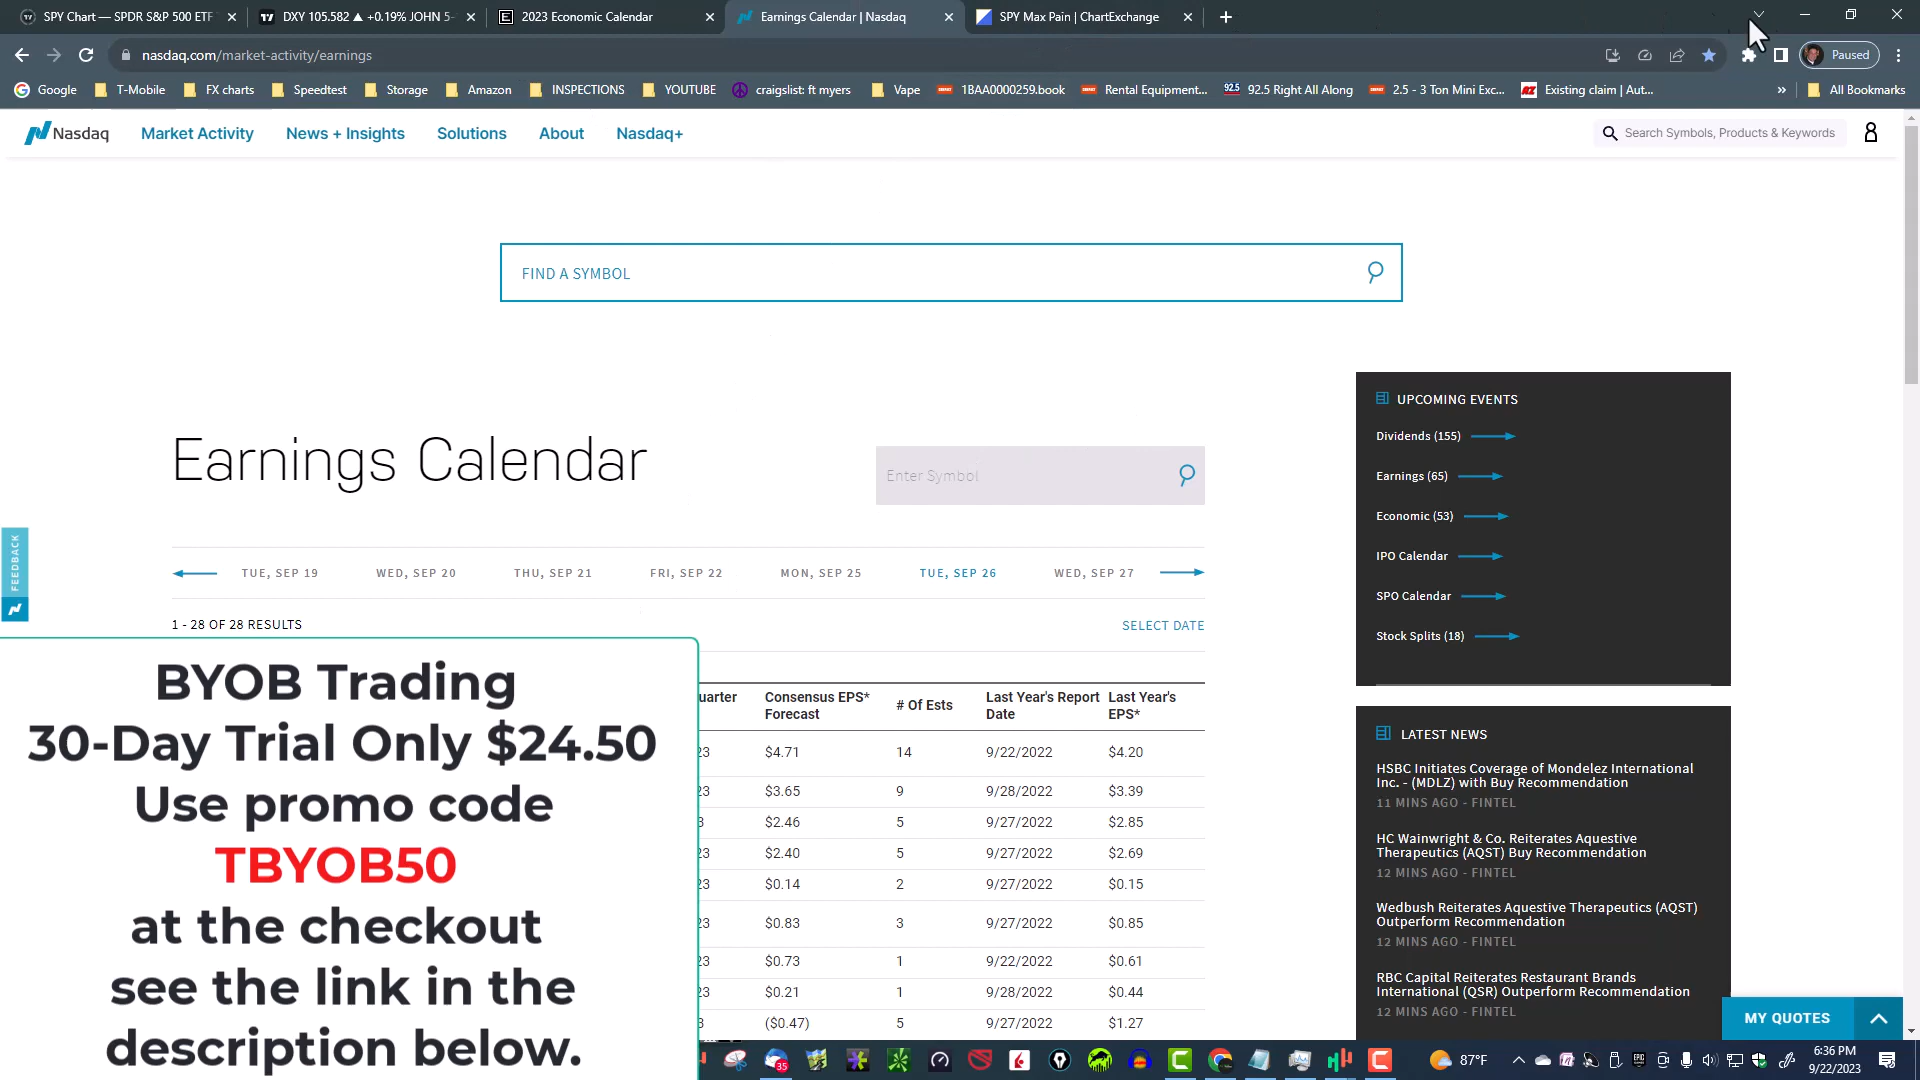 SPY Chart — SPDR S&P 500 ETF
DXY 105.582 ▲ +0.19% JOHN 5-
2023 Economic Calendar
Earnings Calendar | Nasdaq
SPY Max Pain | ChartExchange
nasdaq.com/market-activity/earnings
Paused
Google
T-Mobile
FX charts
Speedtest
Storage
Amazon
INSPECTIONS
YOUTUBE
craigslist: ft myers
Vape
1BAA0000259.book
Rental Equipment...
92.5 Right All Along
2.5 - 3 Ton Mini Exc...
Existing claim | Aut...
»
All Bookmarks
Nasdaq
Market Activity
News + Insights
Solutions
About
Nasdaq+
Search Symbols, Products & Keywords
FIND A SYMBOL
Earnings Calendar
Enter Symbol
FEEDBACK
TUE, SEP 19
WED, SEP 20
THU, SEP 21
FRI, SEP 22
MON, SEP 25
TUE, SEP 26
WED, SEP 27
1 - 28 OF 28 RESULTS
SELECT DATE
uarter
Consensus EPS* Forecast
# Of Ests
Last Year's Report Date
Last Year's EPS*
23 $4.71 14 9/22/2022 $4.20
23 $3.65 9 9/28/2022 $3.39
3 $2.46 5 9/27/2022 $2.85
23 $2.40 5 9/27/2022 $2.69
23 $0.14 2 9/27/2022 $0.15
23 $0.83 3 9/27/2022 $0.85
23 $0.73 1 9/22/2022 $0.61
23 $0.21 1 9/28/2022 $0.44
3 ($0.47) 5 9/27/2022 $1.27
UPCOMING EVENTS
Dividends (155)
Earnings (65)
Economic (53)
IPO Calendar
SPO Calendar
Stock Splits (18)
LATEST NEWS
HSBC Initiates Coverage of Mondelez International
Inc. - (MDLZ) with Buy Recommendation
11 MINS AGO - FINTEL
HC Wainwright & Co. Reiterates Aquestive
Therapeutics (AQST) Buy Recommendation
12 MINS AGO - FINTEL
Wedbush Reiterates Aquestive Therapeutics (AQST)
Outperform Recommendation
12 MINS AGO - FINTEL
RBC Capital Reiterates Restaurant Brands
International (QSR) Outperform Recommendation
12 MINS AGO - FINTEL
MY QUOTES
BYOB Trading
30-Day Trial Only $24.50
Use promo code
TBYOB50
at the checkout
see the link in the
description below.
35
87°F
6:36 PM
9/22/2023